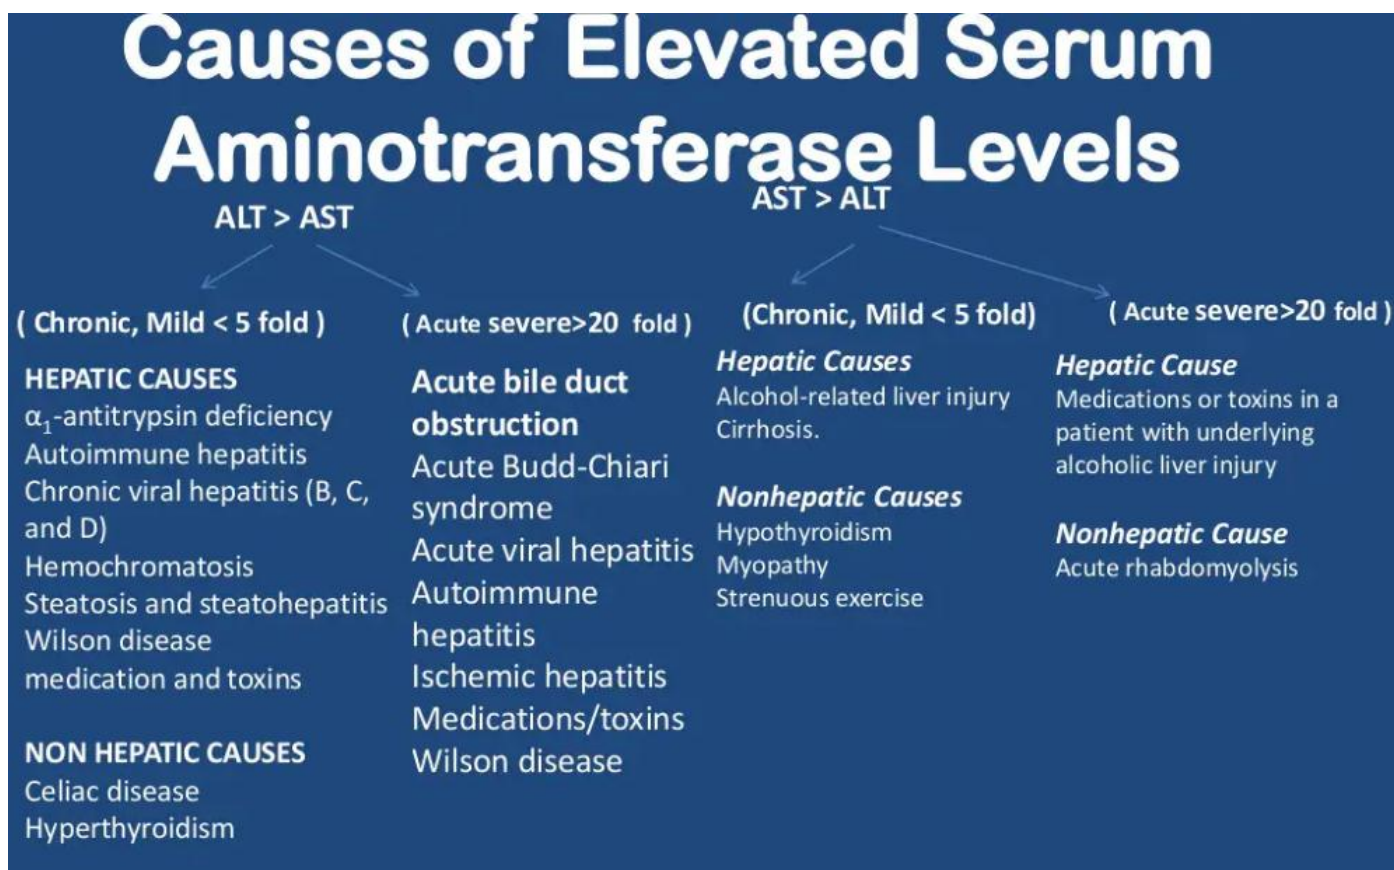 Causes of Elevated Serum
Aminotransferase Levels
ALT > AST
( Chronic, Mild < 5 fold )
HEPATIC CAUSES
α₁-antitrypsin deficiency
Autoimmune hepatitis
Chronic viral hepatitis (B, C,
and D)
Hemochromatosis
Steatosis and steatohepatitis
Wilson disease
medication and toxins
NON HEPATIC CAUSES
Celiac disease
Hyperthyroidism
( Acute severe>20 fold )
Acute bile duct
obstruction
Acute Budd-Chiari
syndrome
Acute viral hepatitis
Autoimmune
hepatitis
Ischemic hepatitis
Medications/toxins
Wilson disease
AST > ALT
(Chronic, Mild < 5 fold)
Hepatic Causes
Alcohol-related liver injury
Cirrhosis.
Nonhepatic Causes
Hypothyroidism
Myopathy
Strenuous exercise
( Acute severe>20 fold )
Hepatic Cause
Medications or toxins in a
patient with underlying
alcoholic liver injury
Nonhepatic Cause
Acute rhabdomyolysis